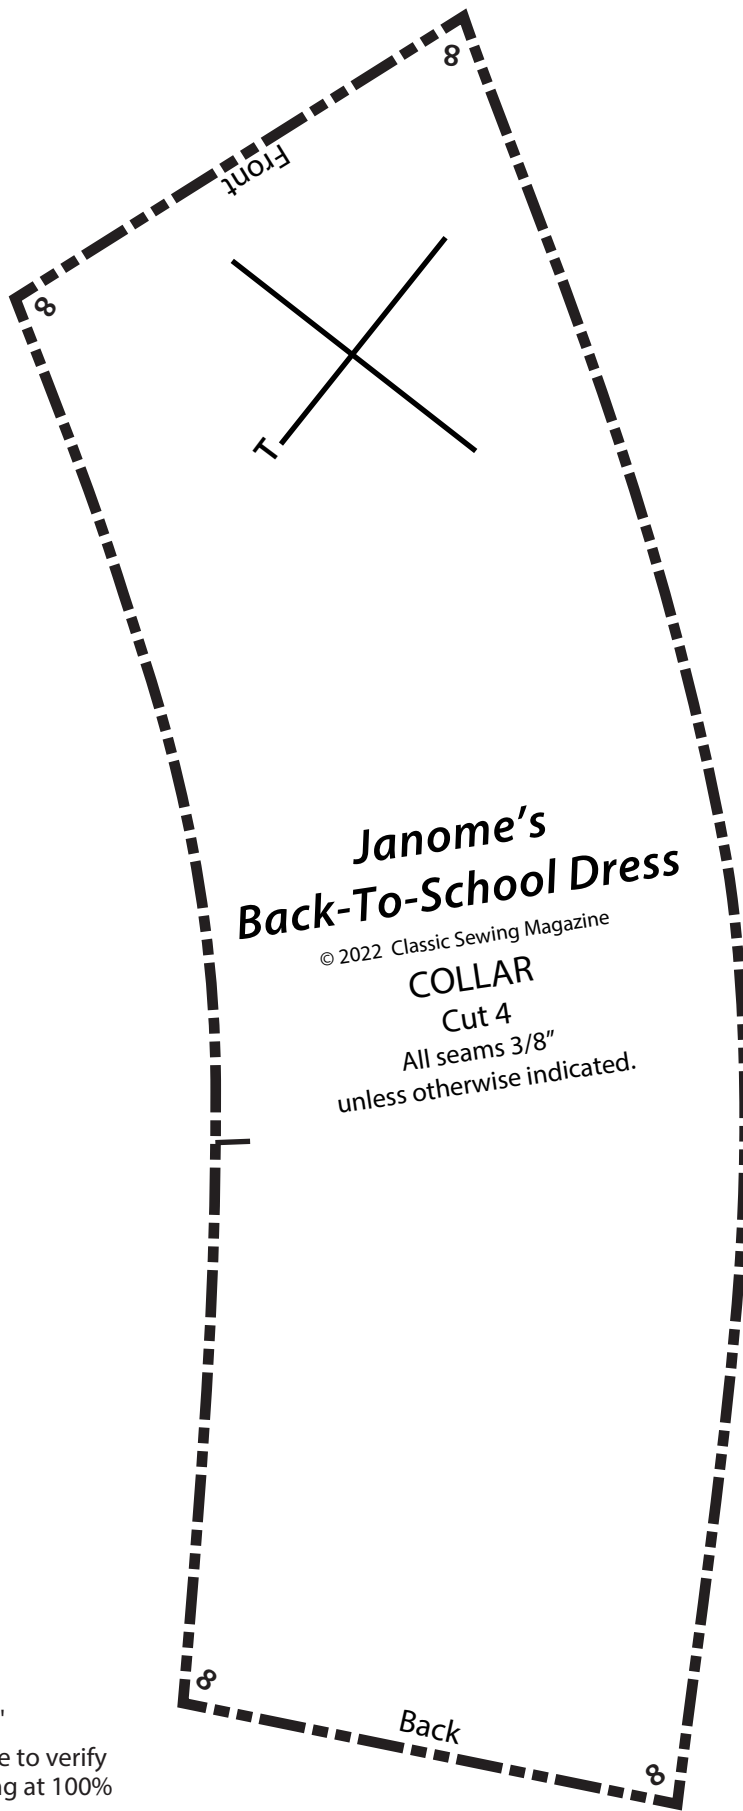 8
Front
8
T
Janome’s
Back-To-School Dress
© 2022 Classic Sewing Magazine
COLLAR
Cut 4
All seams 3/8”
unless otherwise indicated.
8
Back
8
"
to verify
at 100%